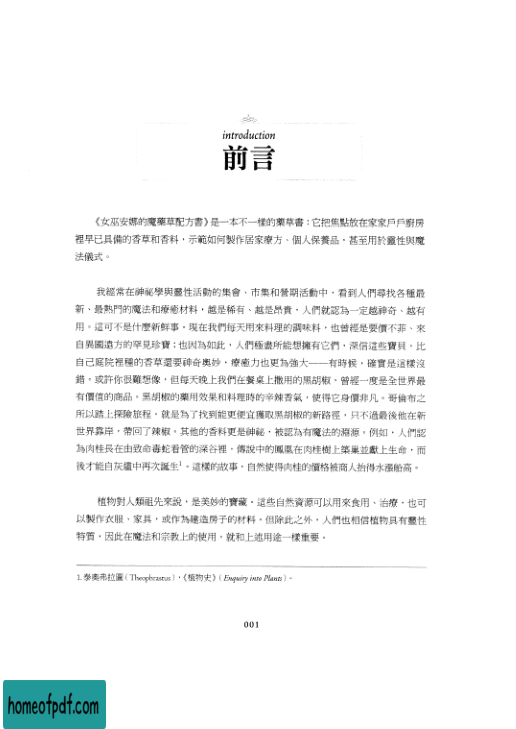 introduction
前言
《女巫安娜的魔藥草配方書》是一本不一樣的藥草書：它把焦點放在家家戶戶廚房
裡早已具備的香草和香料，示範如何製作居家療方、個人保養品，甚至用於靈性與魔
法儀式。
我經常在神祕學與靈性活動的集會、市集和營期活動中，看到人們尋找各種最
新、最熱門的魔法和療癒材料，越是稀有、越是昂貴，人們就認為一定越神奇、越有
用。這可不是什麼新鮮事。現在我們每天用來料理的調味料，也曾經是要價不菲、來
自異國遠方的罕見珍寶；也因為如此，人們極盡所能想擁有它們，深信這些寶貝，比
自己庭院裡種的香草還要神奇奧妙，療癒力也更為強大——有時候，確實是這樣沒
錯。或許你很難想像，但每天晚上我們在餐桌上撒用的黑胡椒，曾經一度是全世界最
有價值的商品。黑胡椒的藥用效果和料理時的辛辣香氣，使得它身價非凡。哥倫布之
所以踏上探險旅程，就是為了找到能更便宜獲取黑胡椒的新路徑，只不過最後他在新
世界靠岸，帶回了辣椒。其他的香料更是神祕，被認為有魔法的淵源。例如，人們認
為肉桂長在由致命毒蛇看管的深谷裡，傳說中的鳳凰在肉桂樹上築巢並獻上生命，而
後才能自灰燼中再次誕生1。這樣的故事，自然使得肉桂的價格被商人抬得水漲船高。
植物對人類祖先來說，是美妙的寶藏。這些自然資源可以用來食用、治療，也可
以製作衣服、家具，或作為建造房子的材料。但除此之外，人們也相信植物具有靈性
特質，因此在魔法和宗教上的使用，就和上述用途一樣重要。
1. 泰奧弗拉圖（Theophrastus），《植物史》（Enquiry into Plants）。
001
homeofpdf.com